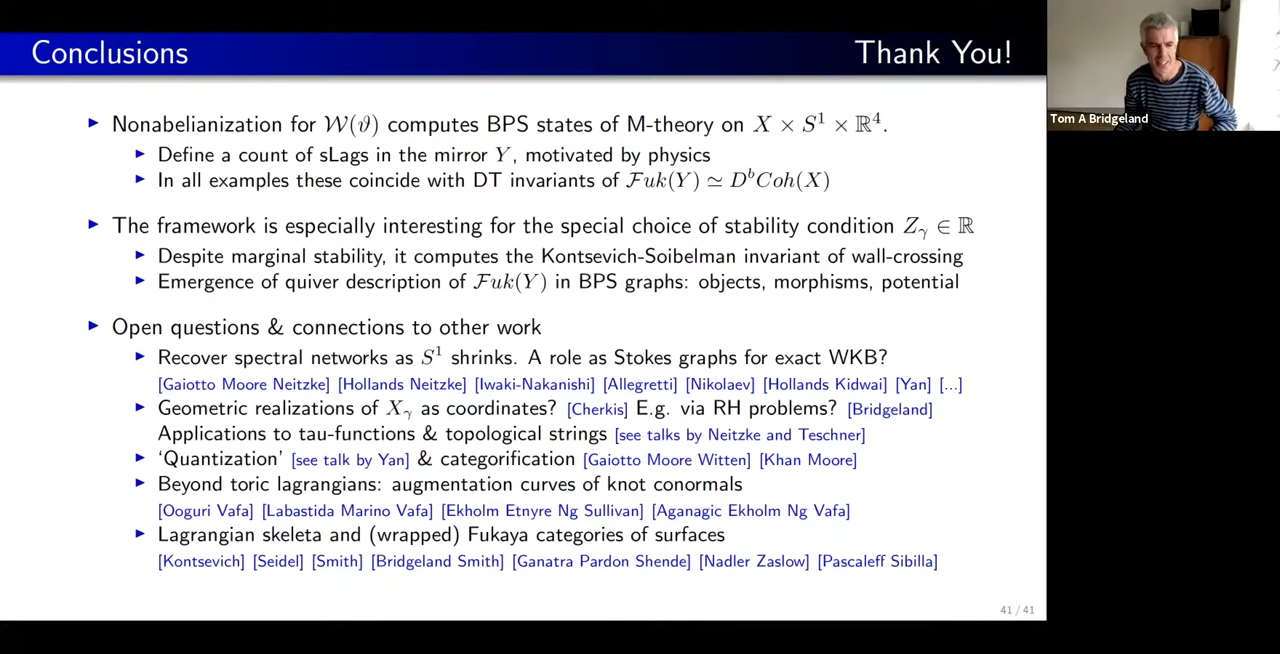 Conclusions Thank You!
▶ Nonabelianization for 𝒲(ϑ) computes BPS states of M-theory on X × S¹ × ℝ⁴.
▶ Define a count of sLags in the mirror Y, motivated by physics
▶ In all examples these coincide with DT invariants of ℱuk(Y) ≃ DᵇCoh(X)
▶ The framework is especially interesting for the special choice of stability condition Zᵧ ∈ ℝ
▶ Despite marginal stability, it computes the Kontsevich-Soibelman invariant of wall-crossing
▶ Emergence of quiver description of ℱuk(Y) in BPS graphs: objects, morphisms, potential
▶ Open questions & connections to other work
▶ Recover spectral networks as S¹ shrinks. A role as Stokes graphs for exact WKB?
[Gaiotto Moore Neitzke] [Hollands Neitzke] [Iwaki-Nakanishi] [Allegretti] [Nikolaev] [Hollands Kidwai] [Yan] [...]
▶ Geometric realizations of Xᵧ as coordinates? [Cherkis] E.g. via RH problems? [Bridgeland]
Applications to tau-functions & topological strings [see talks by Neitzke and Teschner]
▶ ‘Quantization’ [see talk by Yan] & categorification [Gaiotto Moore Witten] [Khan Moore]
▶ Beyond toric lagrangians: augmentation curves of knot conormals
[Ooguri Vafa] [Labastida Marino Vafa] [Ekholm Etnyre Ng Sullivan] [Aganagic Ekholm Ng Vafa]
▶ Lagrangian skeleta and (wrapped) Fukaya categories of surfaces
[Kontsevich] [Seidel] [Smith] [Bridgeland Smith] [Ganatra Pardon Shende] [Nadler Zaslow] [Pascaleff Sibilla]
41 / 41
Tom A Bridgeland